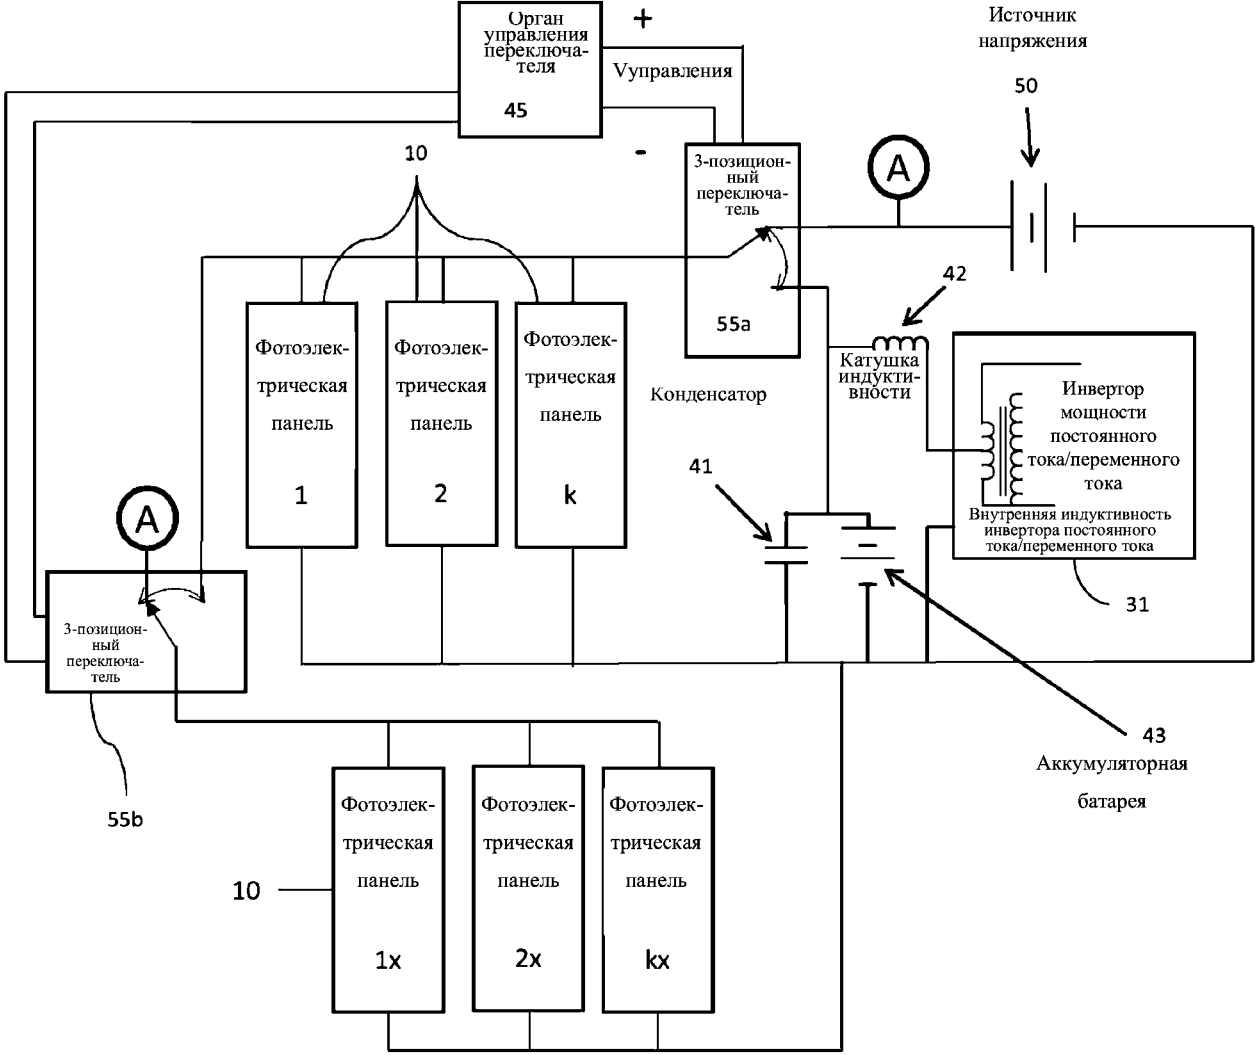 Орган
управления
переключа-
теля
45
+
Vуправления
-
Источник
напряжения
50
10
3-позицион-
ный
переключа-
тель
55a
A
42
Катушка
индукти-
вности
Инвертор
мощности
постоянного
тока/переменного
тока
Внутренняя индуктивность
инвертора постоянного
тока/переменного тока
31
Фотоэлек-
трическая
панель
1
Фотоэлек-
трическая
панель
2
Фотоэлек-
трическая
панель
k
Конденсатор
41
A
3-позицион-
ный
переключа-
тель
55b
43
Аккумуляторная
батарея
10
Фотоэлек-
трическая
панель
1x
Фотоэлек-
трическая
панель
2x
Фотоэлек-
трическая
панель
kx